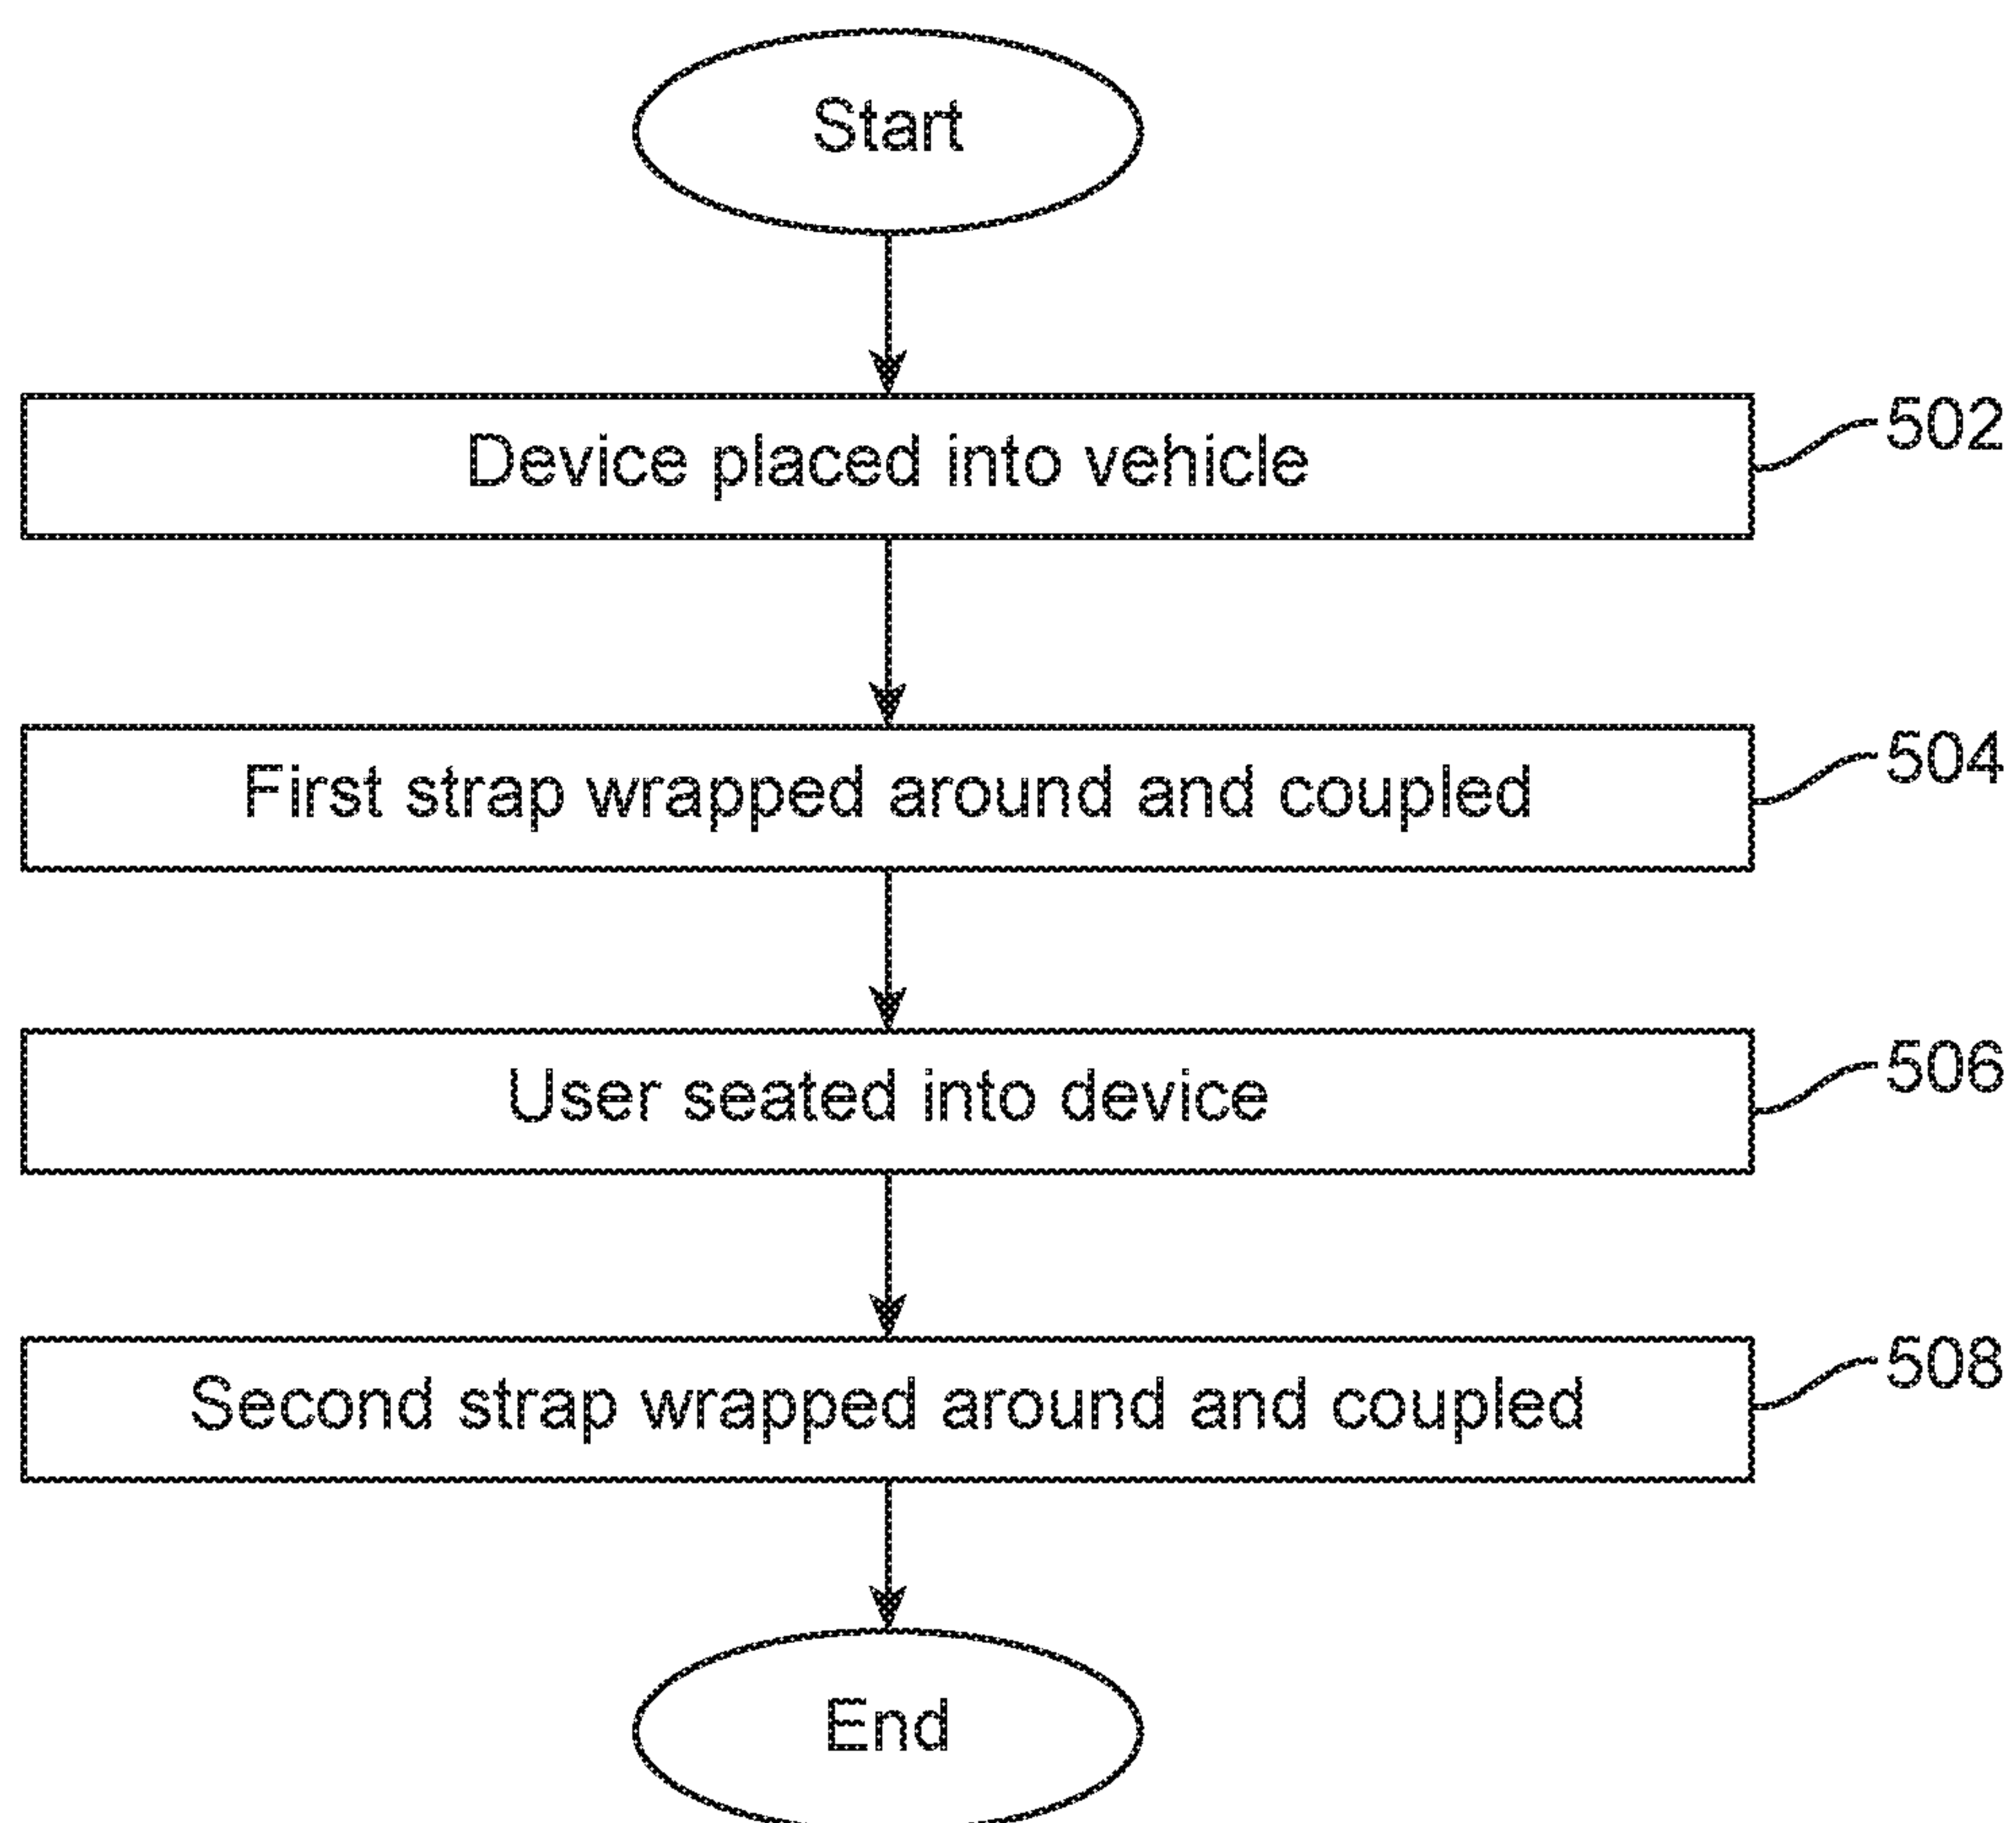 Start
Device placed into vehicle
502
First strap wrapped around and coupled
504
User seated into device
506
Second strap wrapped around and coupled
508
End